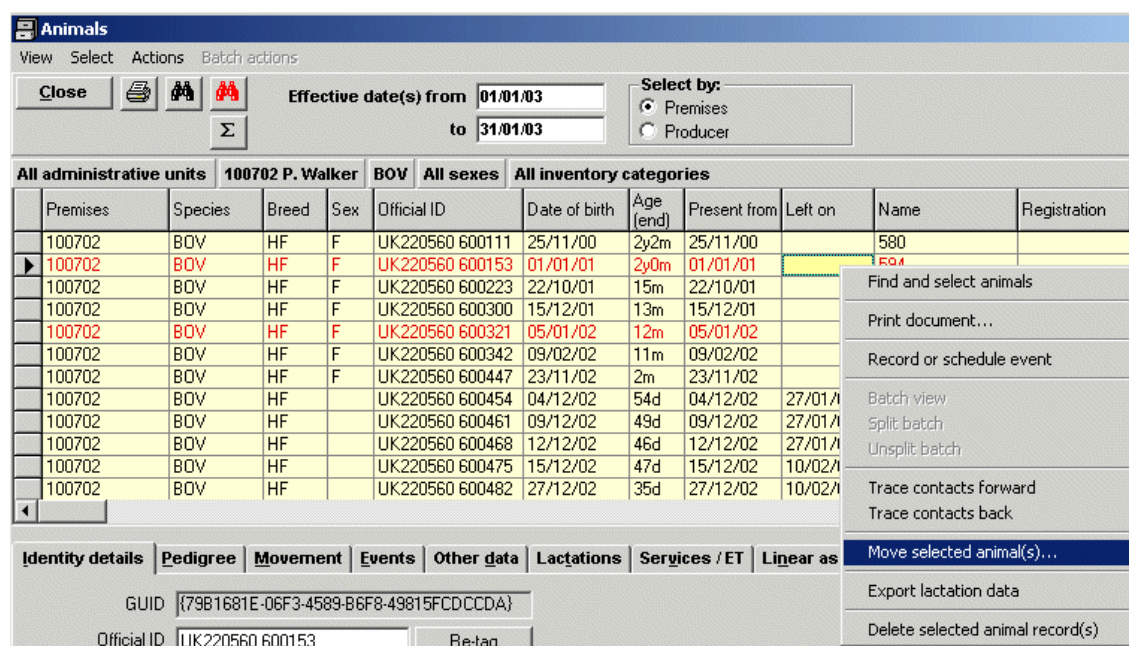 Animals
View Select Actions Batch actions
Close
Effective date(s) from 01/01/03
to 31/01/03
Σ
Select by:
Premises
Producer
All administrative units 100702 P. Walker BOV All sexes All inventory categories
Premises Species Breed Sex Official ID Date of birth Age (end) Present from Left on Name Registration
100702 BOV HF F UK220560 600111 25/11/00 2y2m 25/11/00 580
100702 BOV HF F UK220560 600153 01/01/01 2y0m 01/01/01 594
100702 BOV HF F UK220560 600223 22/10/01 15m 22/10/01
100702 BOV HF F UK220560 600300 15/12/01 13m 15/12/01
100702 BOV HF F UK220560 600321 05/01/02 12m 05/01/02
100702 BOV HF F UK220560 600342 09/02/02 11m 09/02/02
100702 BOV HF F UK220560 600447 23/11/02 2m 23/11/02
100702 BOV HF UK220560 600454 04/12/02 54d 04/12/02 27/01/
100702 BOV HF UK220560 600461 09/12/02 49d 09/12/02 27/01/
100702 BOV HF UK220560 600468 12/12/02 46d 12/12/02 27/01/
100702 BOV HF UK220560 600475 15/12/02 47d 15/12/02 10/02/
100702 BOV HF UK220560 600482 27/12/02 35d 27/12/02 10/02/
Find and select animals
Print document...
Record or schedule event
Batch view
Split batch
Unsplit batch
Trace contacts forward
Trace contacts back
Move selected animal(s)...
Export lactation data
Delete selected animal record(s)
Identity details Pedigree Movement Events Other data Lactations Services / ET Linear as
GUID {79B1681E-06F3-4589-B6F8-49815FCDCCDA}
Official ID UK220560 600153 Re-tag